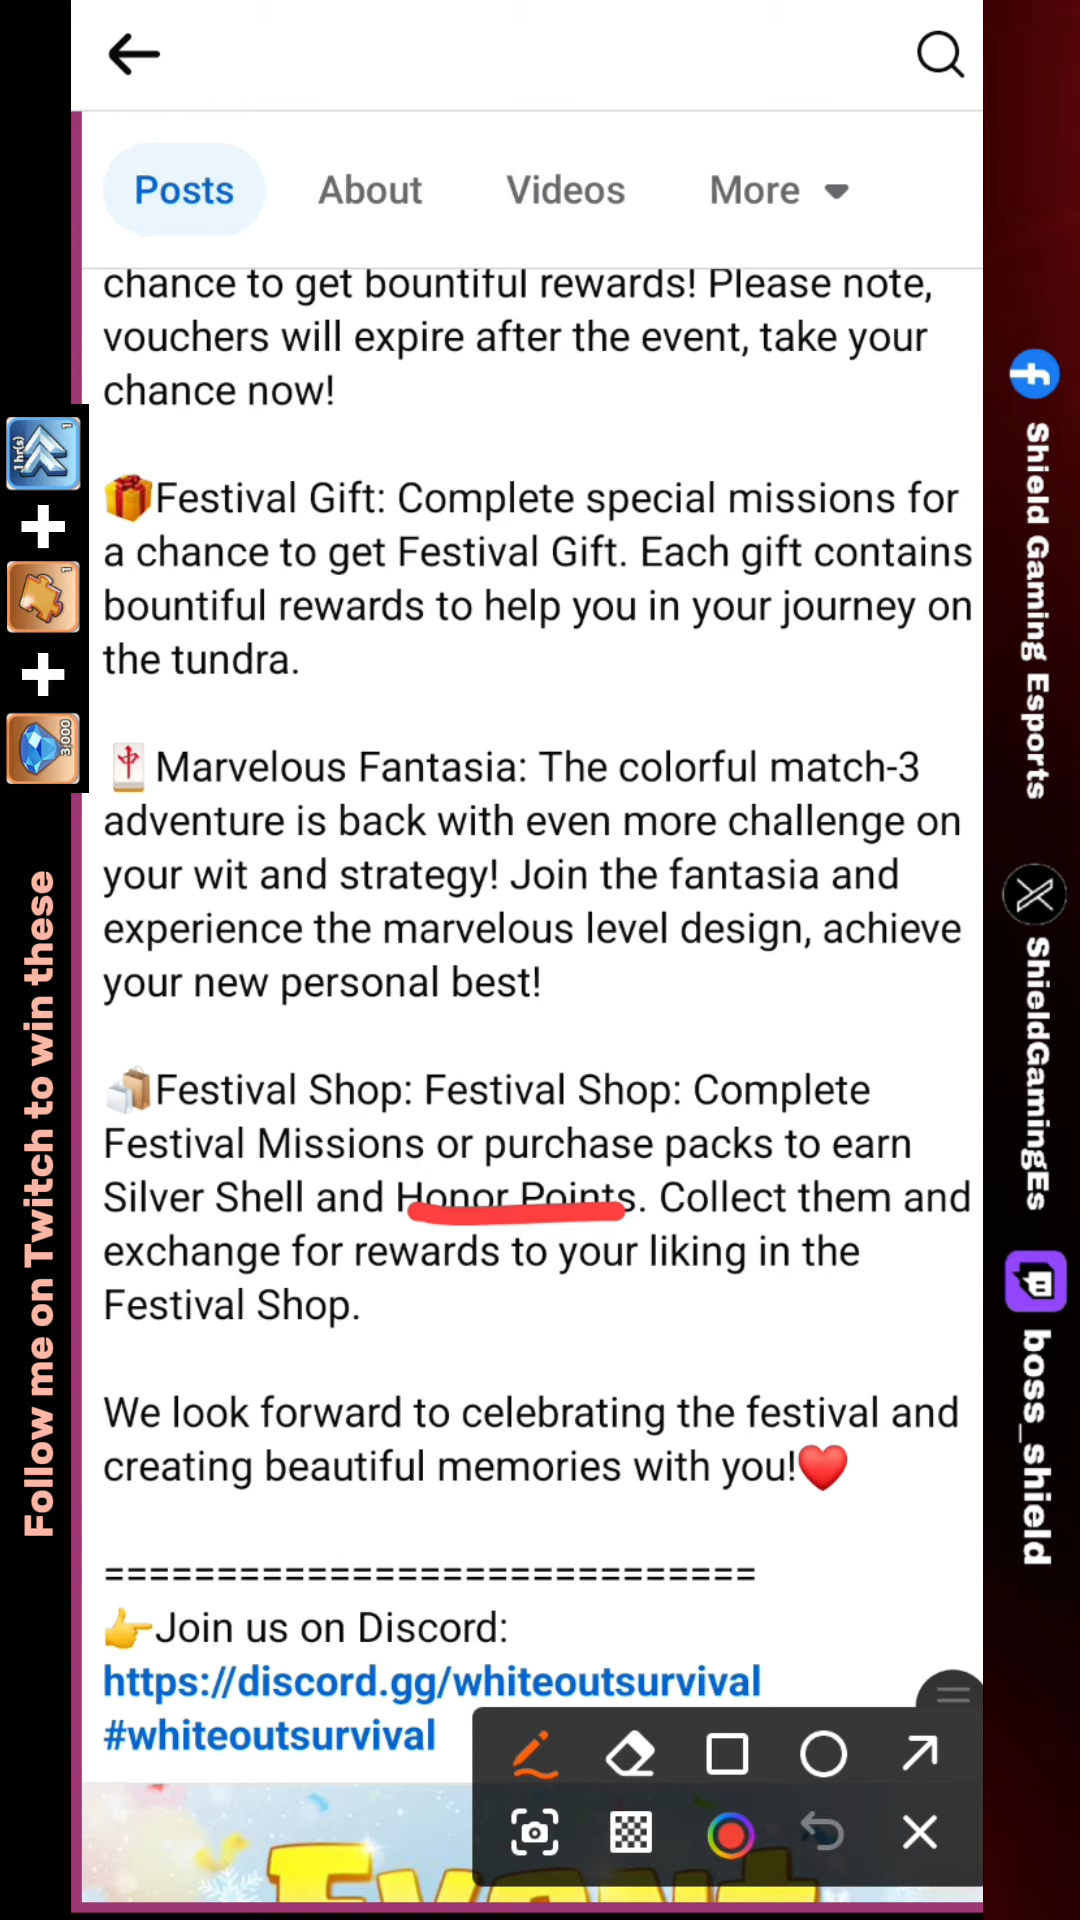 Posts
About
Videos
More
chance to get bountiful rewards! Please note,
vouchers will expire after the event, take your
chance now!
🎁Festival Gift: Complete special missions for
a chance to get Festival Gift. Each gift contains
bountiful rewards to help you in your journey on
the tundra.
🀄Marvelous Fantasia: The colorful match-3
adventure is back with even more challenge on
your wit and strategy! Join the fantasia and
experience the marvelous level design, achieve
your new personal best!
🛍️Festival Shop: Festival Shop: Complete
Festival Missions or purchase packs to earn
Silver Shell and Honor Points. Collect them and
exchange for rewards to your liking in the
Festival Shop.
We look forward to celebrating the festival and
creating beautiful memories with you!❤️
=============================
👉Join us on Discord:
https://discord.gg/whiteoutsurvival
#whiteoutsurvival
Event
1 hr(s)
1
+
1
+
3,000
Follow me on Twitch to win these
Shield Gaming Esports
ShieldGamingEs
boss_shield